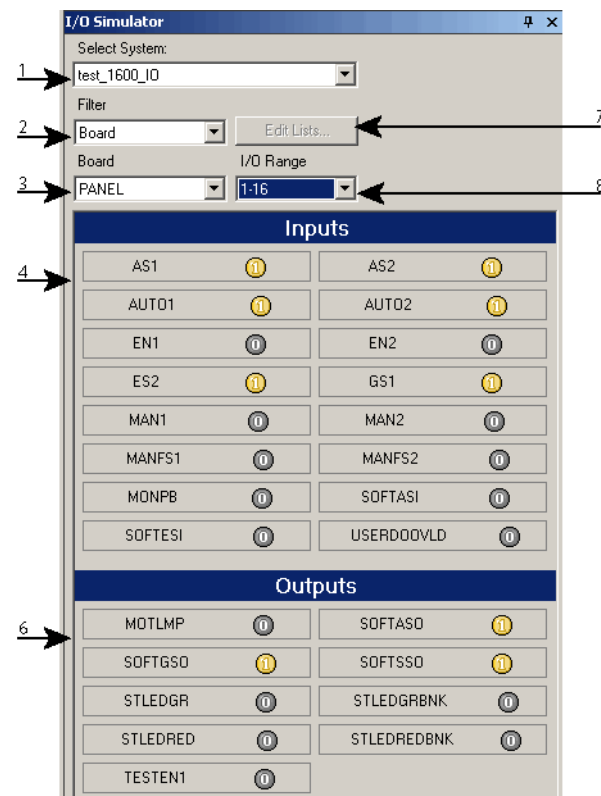 I/O Simulator
Select System:
1 test_1600_IO
Filter
2 Board Edit Lists... 7
Board I/O Range
3 PANEL 1-16 8
Inputs
4 AS1 1 AS2 1
AUTO1 1 AUTO2 1
EN1 0 EN2 0
ES2 1 GS1 1
MAN1 0 MAN2 0
MANFS1 0 MANFS2 0
MONPB 0 SOFTASI 0
SOFTESI 0 USERDOOVLD 0
Outputs
6 MOTLMP 0 SOFTASO 1
SOFTGSO 1 SOFTSSO 1
STLEDGR 0 STLEDGRBNK 0
STLEDRED 0 STLEDREDBNK 0
TESTEN1 0